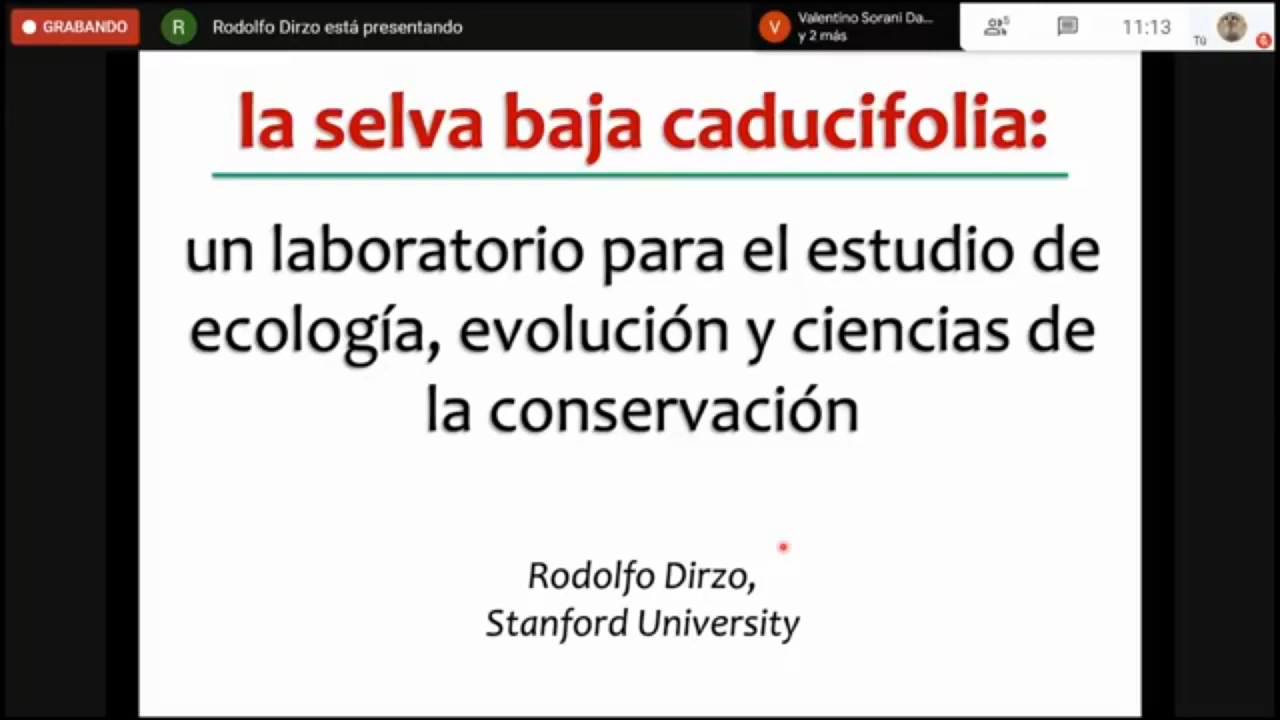 GRABANDO
R
Rodolfo Dirzo está presentando
V
Valentino Sorani Da...
y 2 más
5
11:13
Tú
la selva baja caducifolia:
un laboratorio para el estudio de
ecología, evolución y ciencias de
la conservación
Rodolfo Dirzo,
Stanford University